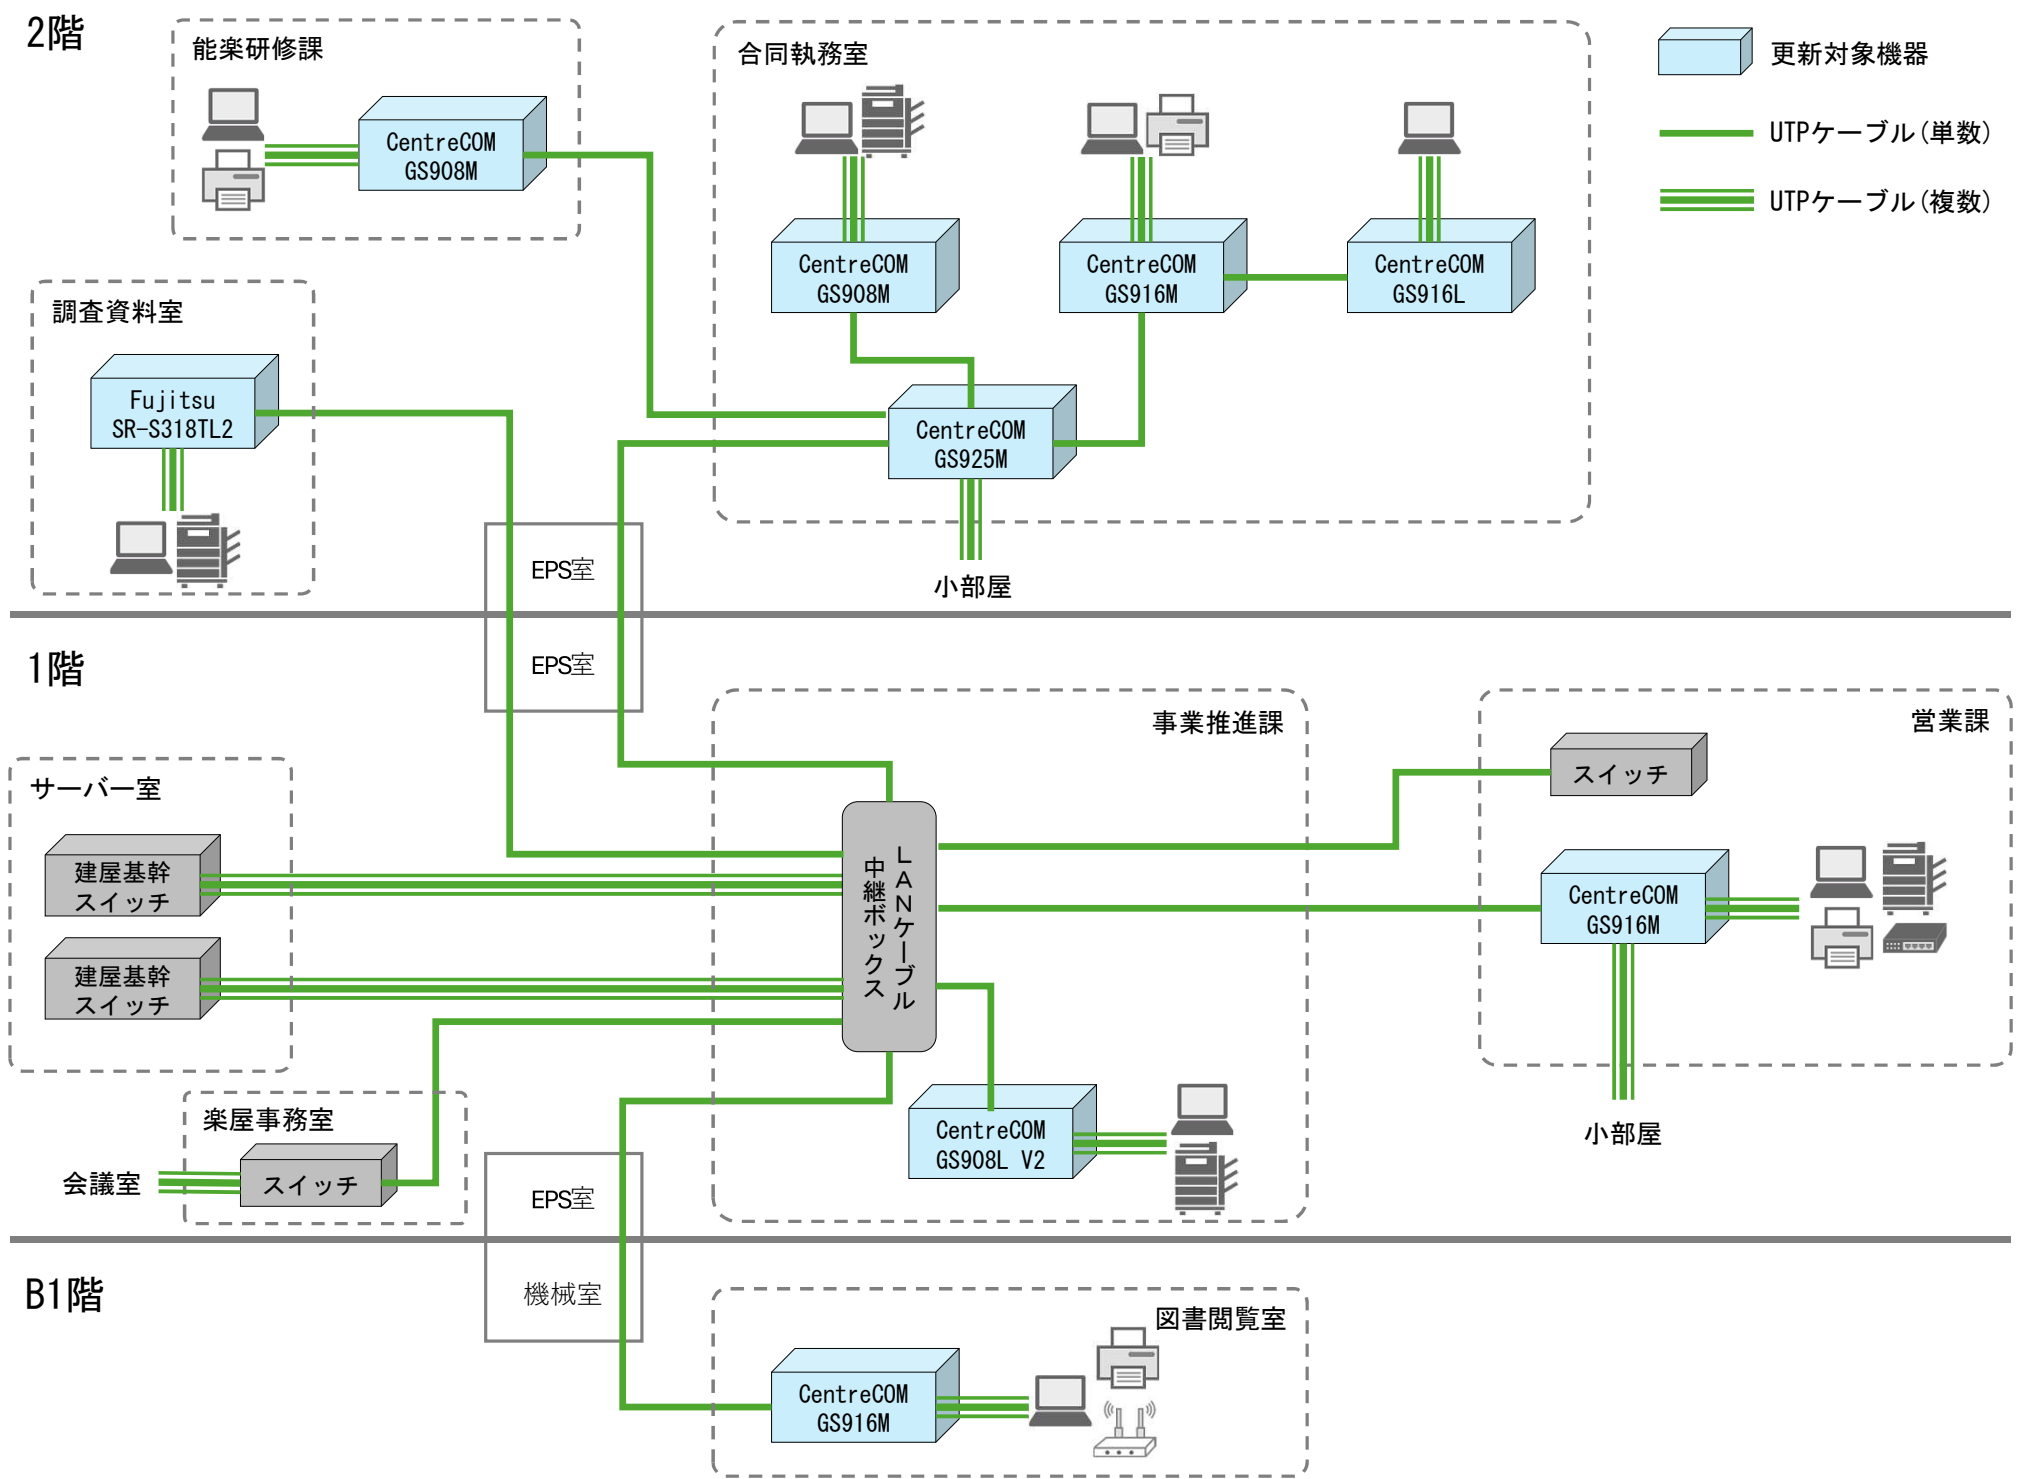 2階
能楽研修課
CentreCOM
GS908M
合同執務室
CentreCOM
GS908M
CentreCOM
GS916M
CentreCOM
GS916L
CentreCOM
GS925M
小部屋
更新対象機器
UTPケーブル(単数)
UTPケーブル(複数)
調査資料室
Fujitsu
SR-S318TL2
EPS室
1階
EPS室
サーバー室
建屋基幹
スイッチ
建屋基幹
スイッチ
楽屋事務室
会議室
スイッチ
EPS室
事業推進課
LANケーブル
中継ボックス
CentreCOM
GS908L V2
営業課
スイッチ
CentreCOM
GS916M
小部屋
B1階
機械室
図書閲覧室
CentreCOM
GS916M